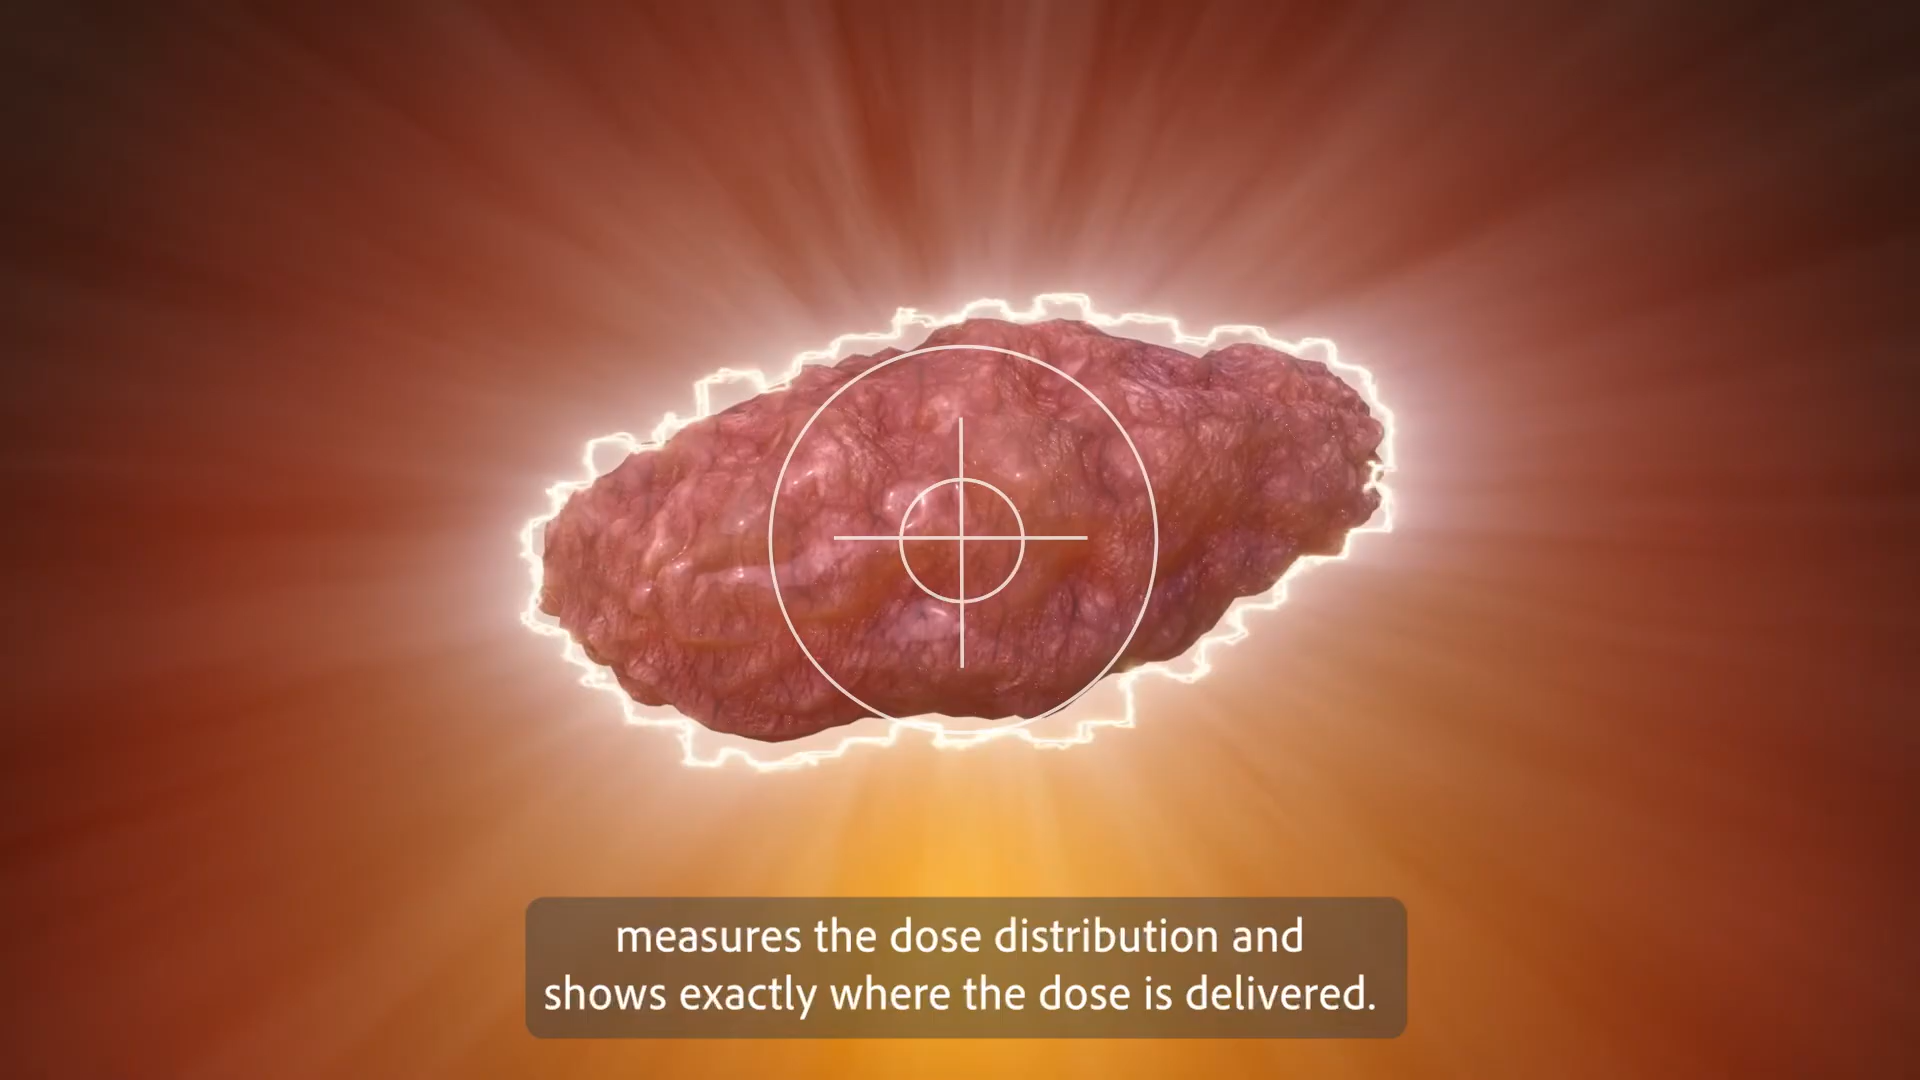 measures the dose distribution and
shows exactly where the dose is delivered.